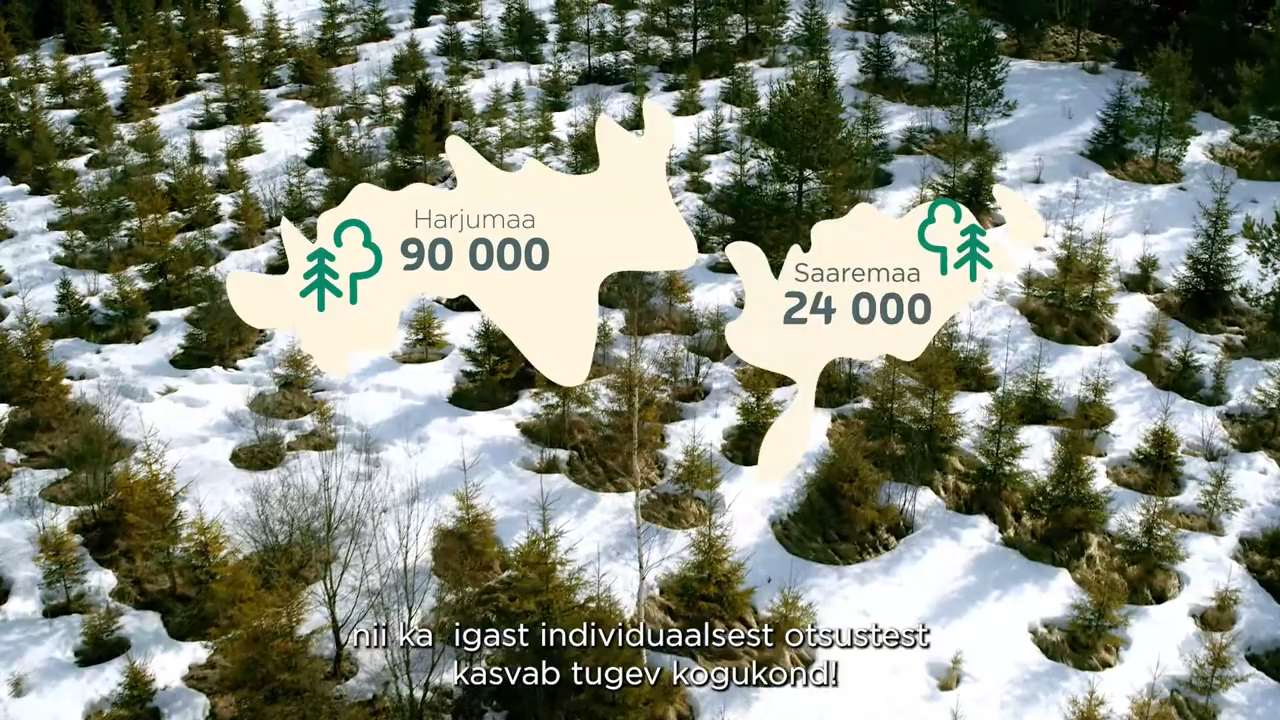 Harjumaa
90 000
Saaremaa
24 000
nii ka igast individuaalsest otsustest
kasvab tugev kogukond!